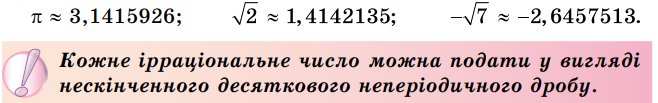 π ≈ 3,1415926; √2 ≈ 1,4142135; −√7 ≈ −2,6457513.
Кожне ірраціональне число можна подати у вигляді
нескінченного десяткового неперіодичного дробу.